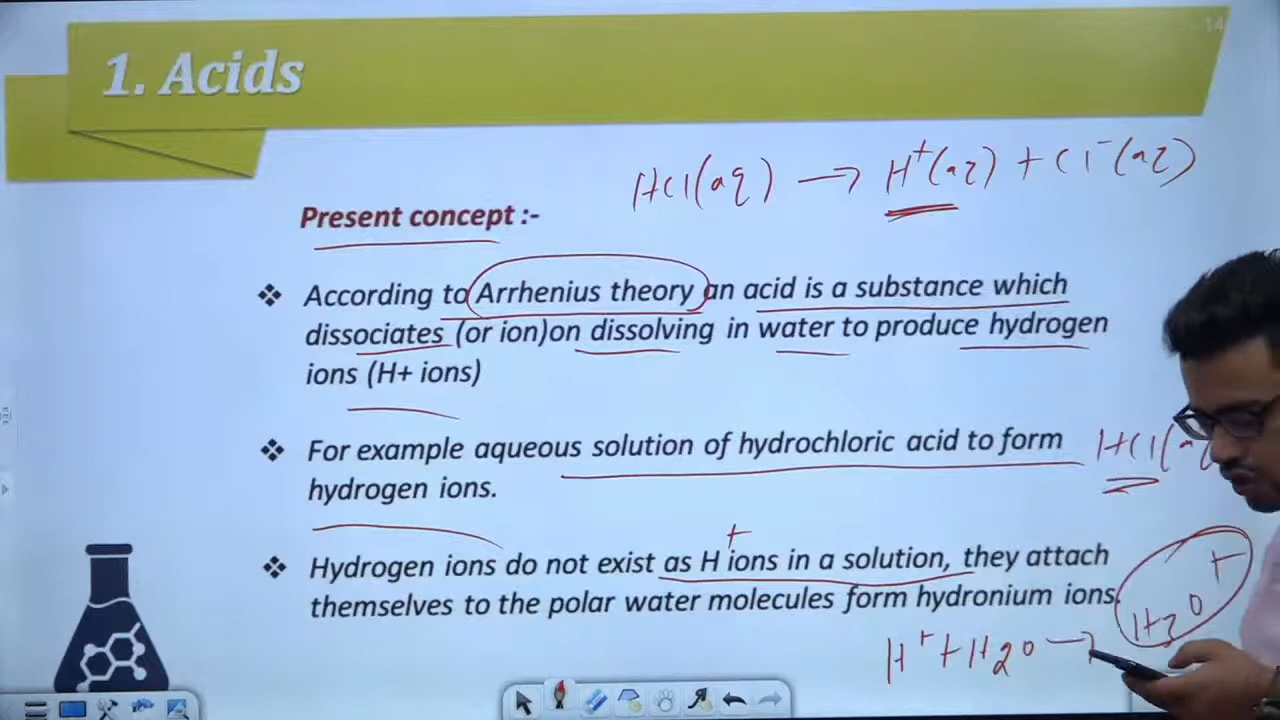 14
1. Acids
HCl(aq) → H⁺(aq) + Cl⁻(aq)
Present concept :-
According to Arrhenius theory an acid is a substance which
dissociates (or ion)on dissolving in water to produce hydrogen
ions (H+ ions)
For example aqueous solution of hydrochloric acid to form
HCl(a
hydrogen ions.
+
Hydrogen ions do not exist as H ions in a solution, they attach
themselves to the polar water molecules form hydronium ions.
H⁺ + H2O → H3O⁺